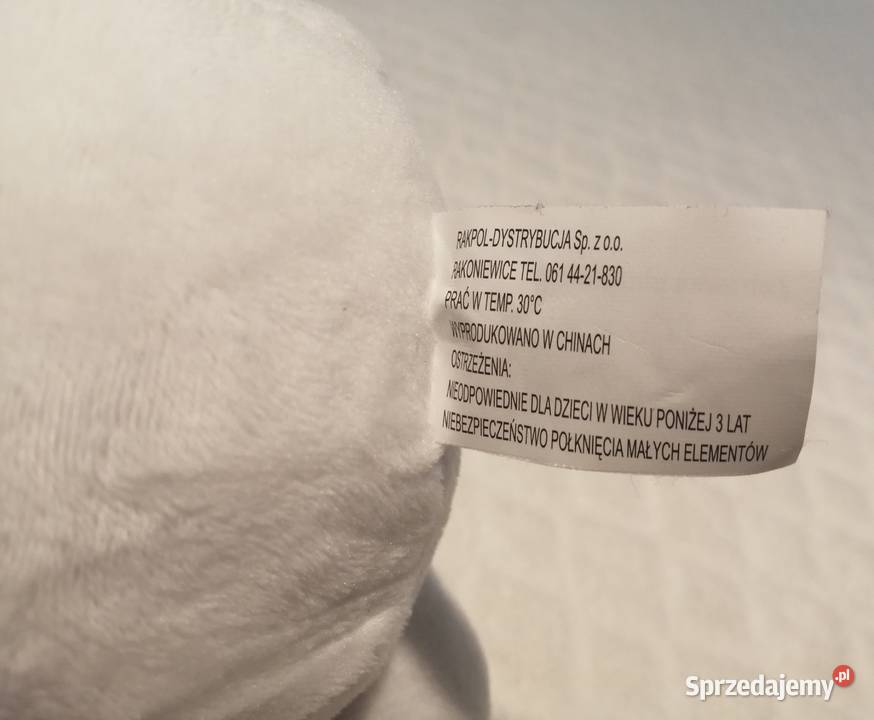 RAKPOL-DYSTRYBUCJA Sp. z o.o.
RAKONIEWICE TEL. 061 44-21-830
PRAĆ W TEMP. 30°C
WYPRODUKOWANO W CHINACH
OSTRZEŻENIA:
NIEODPOWIEDNIE DLA DZIECI W WIEKU PONIŻEJ 3 LAT
NIEBEZPIECZEŃSTWO POŁKNIĘCIA MAŁYCH ELEMENTÓW
Sprzedajemy.pl